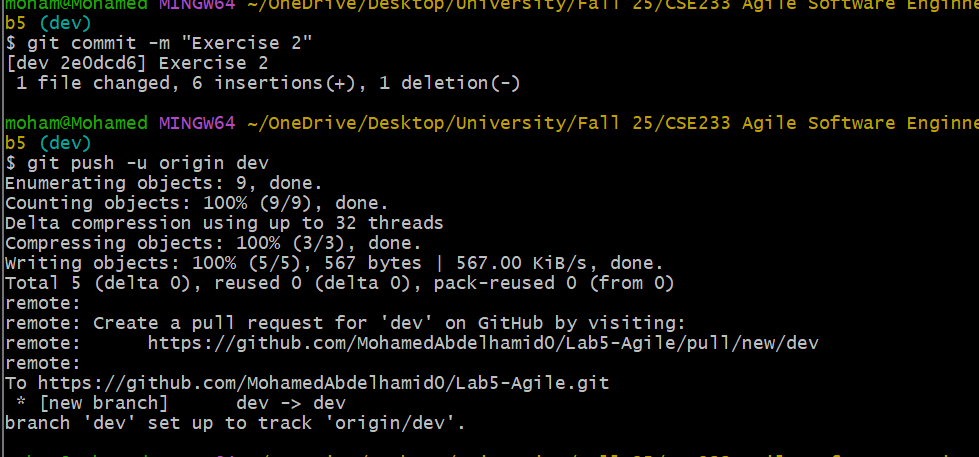 moham@Mohamed MINGW64 ~/OneDrive/Desktop/University/Fall 25/CSE233 Agile Software Enginne
b5 (dev)
$ git commit -m "Exercise 2"
[dev 2e0dcd6] Exercise 2
 1 file changed, 6 insertions(+), 1 deletion(-)
moham@Mohamed MINGW64 ~/OneDrive/Desktop/University/Fall 25/CSE233 Agile Software Enginne
b5 (dev)
$ git push -u origin dev
Enumerating objects: 9, done.
Counting objects: 100% (9/9), done.
Delta compression using up to 32 threads
Compressing objects: 100% (3/3), done.
Writing objects: 100% (5/5), 567 bytes | 567.00 KiB/s, done.
Total 5 (delta 0), reused 0 (delta 0), pack-reused 0 (from 0)
remote:
remote: Create a pull request for 'dev' on GitHub by visiting:
remote:      https://github.com/MohamedAbdelhamid0/Lab5-Agile/pull/new/dev
remote:
To https://github.com/MohamedAbdelhamid0/Lab5-Agile.git
 * [new branch]      dev -> dev
branch 'dev' set up to track 'origin/dev'.